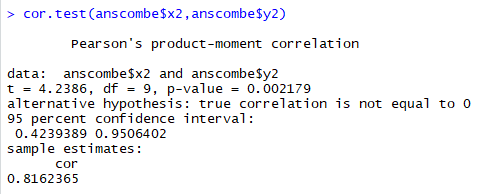 > cor.test(anscombe$x2,anscombe$y2)
Pearson's product-moment correlation
data:  anscombe$x2 and anscombe$y2
t = 4.2386, df = 9, p-value = 0.002179
alternative hypothesis: true correlation is not equal to 0
95 percent confidence interval:
 0.4239389 0.9506402
sample estimates:
      cor
0.8162365